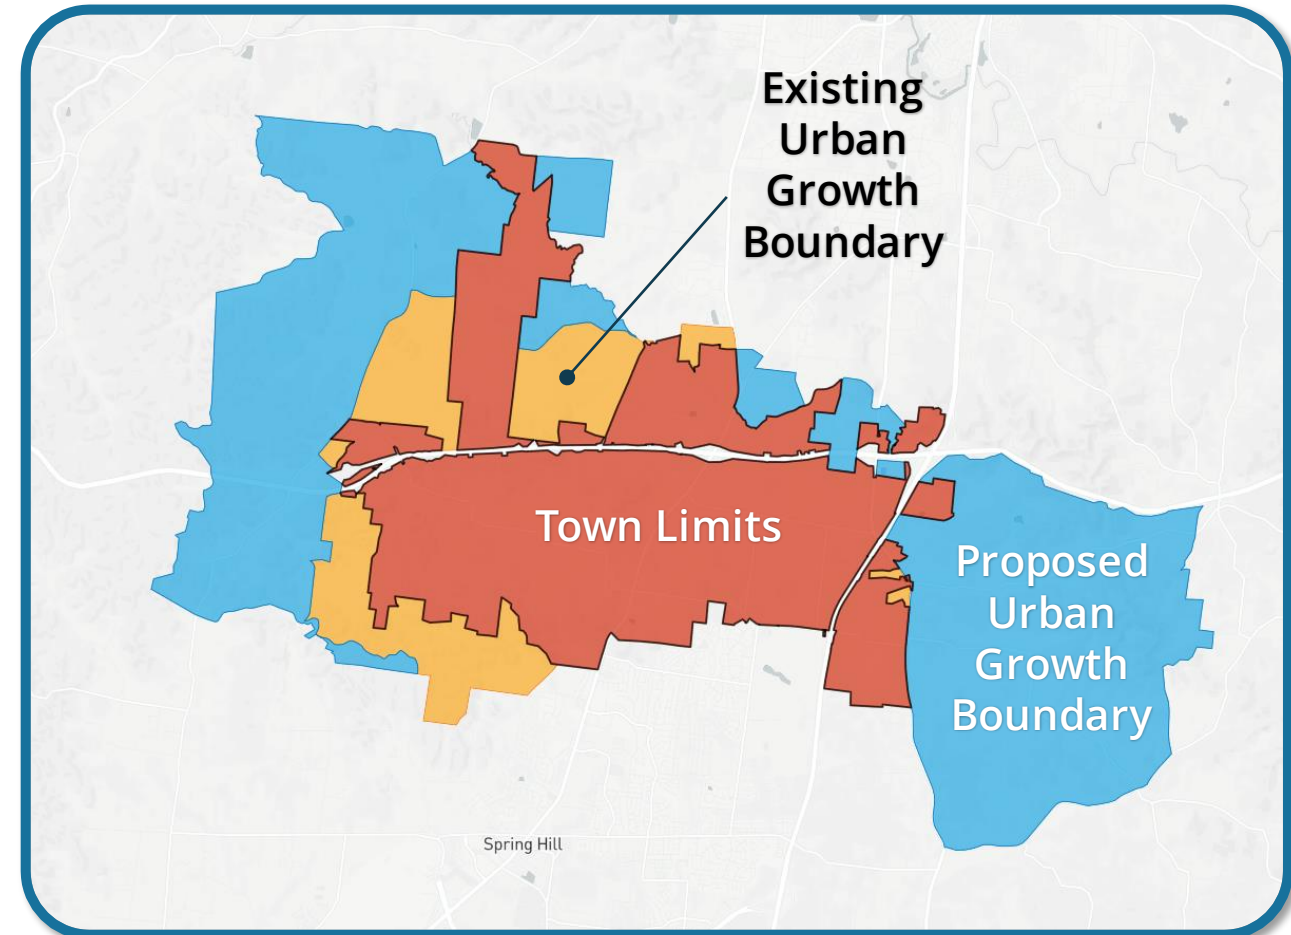 Existing
Urban
Growth
Boundary
Town Limits
Proposed
Urban
Growth
Boundary
Spring Hill